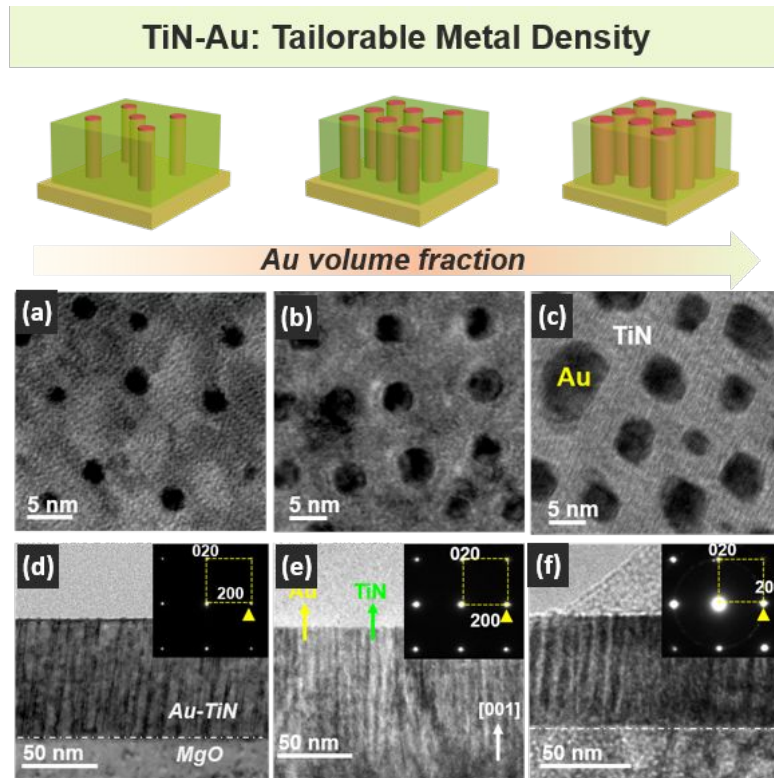 TiN-Au: Tailorable Metal Density
Au volume fraction
(a)
5 nm
(b)
5 nm
(c)
TiN
Au
5 nm
(d)
020
200
Au-TiN
MgO
50 nm
(e)
Au
TiN
020
200
[001]
50 nm
(f)
020
20
50 nm